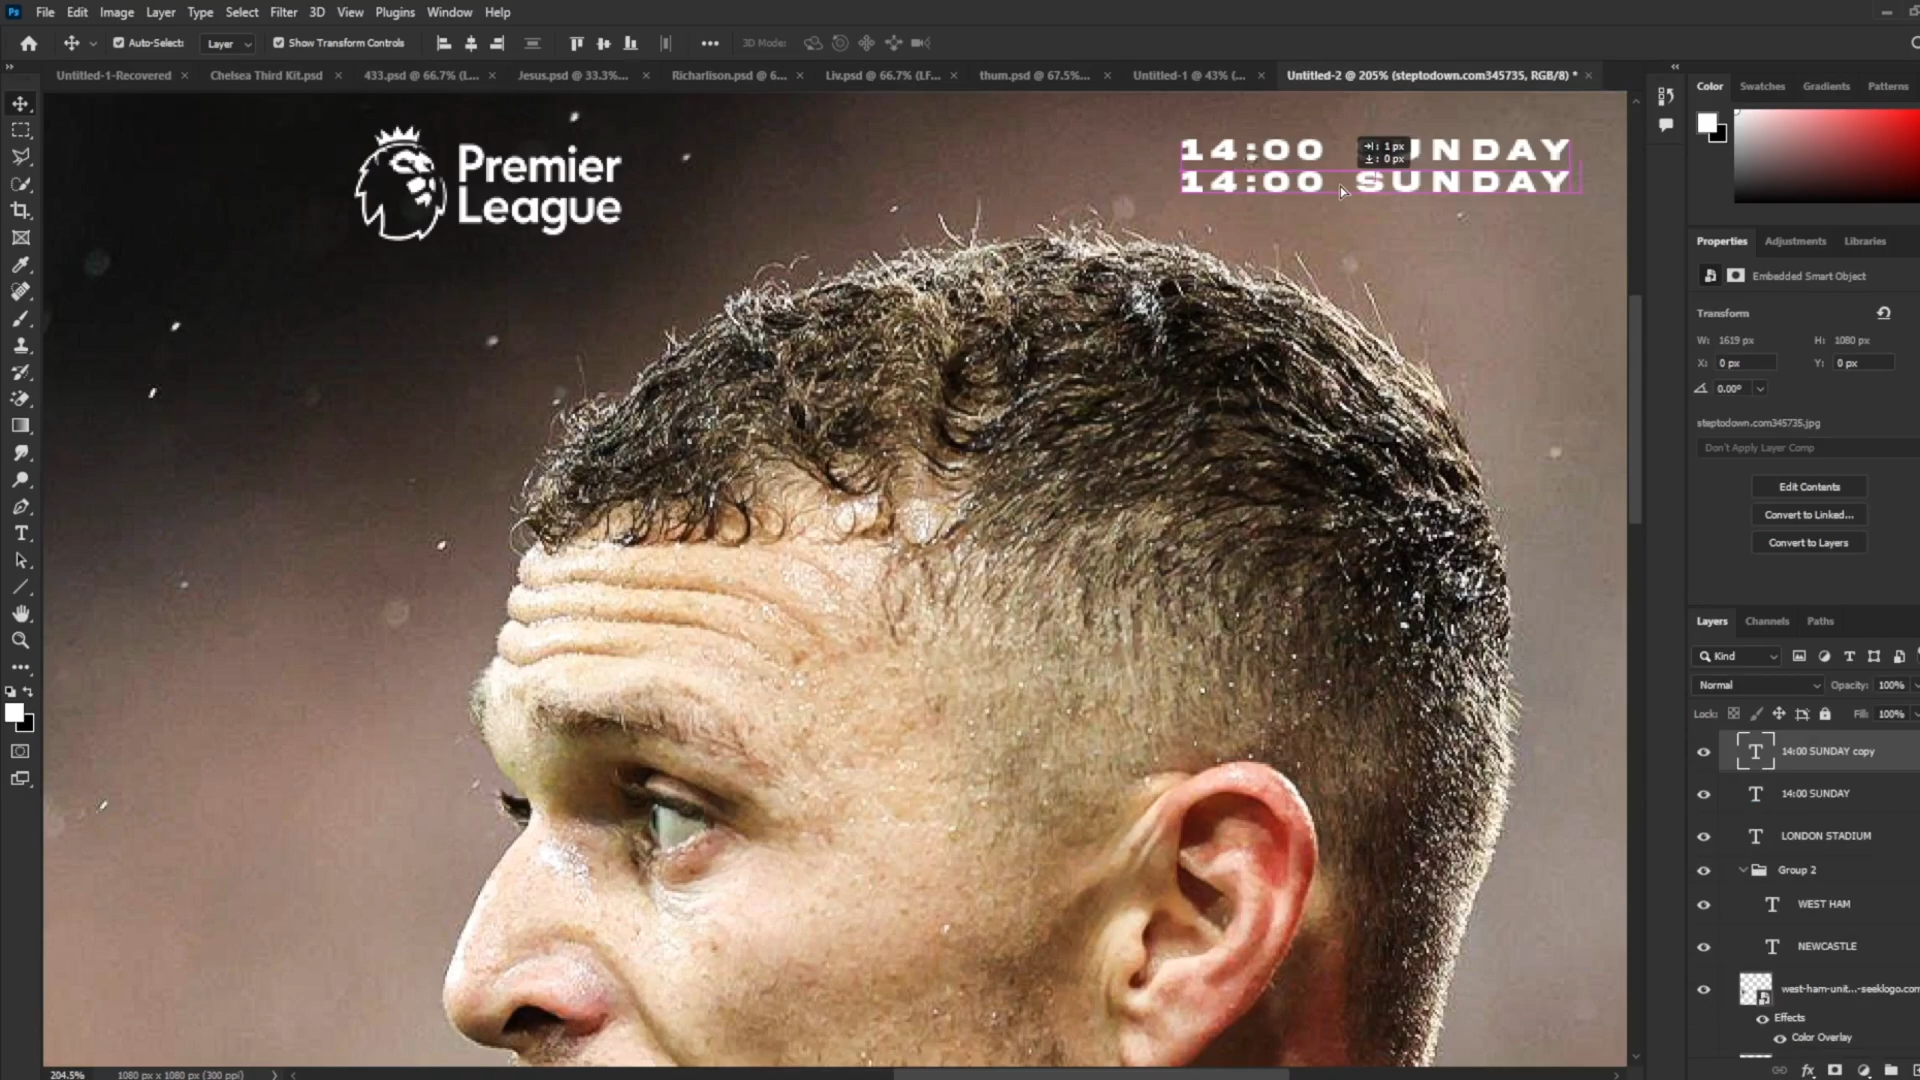 Ps File Edit Image Layer Type Select Filter 3D View Plugins Window Help
Auto-Select: Layer Show Transform Controls ••• 3D Mode:
Untitled-1-Recovered × Chelsea Third Kit.psd × 433.psd @ 66.7% (L... × Jesus.psd @ 33.3%... × Richarlison.psd @ 6... × Liv.psd @ 66.7% (LF... × thum.psd @ 67.5%... × Untitled-1 @ 43% (... × Untitled-2 @ 205% (steptodown.com345735, RGB/8) * ×
Color Swatches Gradients Patterns
Premier
League
14:00 UNDAY
14:00 SUNDAY
: 1 px
: 0 px
Properties Adjustments Libraries
Embedded Smart Object
Transform
W: 1619 px H: 1080 px
X: 0 px Y: 0 px
0.00°
steptodown.com345735.jpg
Don't Apply Layer Comp
Edit Contents
Convert to Linked...
Convert to Layers
Layers Channels Paths
Kind
Normal Opacity: 100%
Lock: Fill: 100%
T 14:00 SUNDAY copy
T 14:00 SUNDAY
T LONDON STADIUM
Group 2
T WEST HAM
T NEWCASTLE
west-ham-unit...-seeklogo.com
Effects
Color Overlay
fx
204.5% 1080 px x 1080 px (300 ppi)